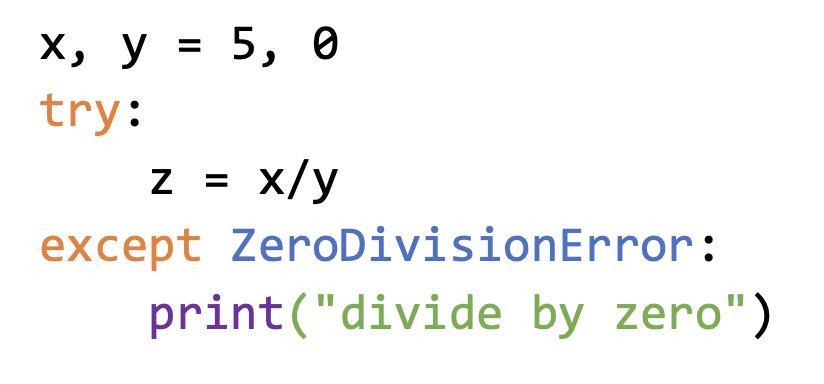 x, y = 5, 0
try:
    z = x/y
except ZeroDivisionError:
    print("divide by zero")